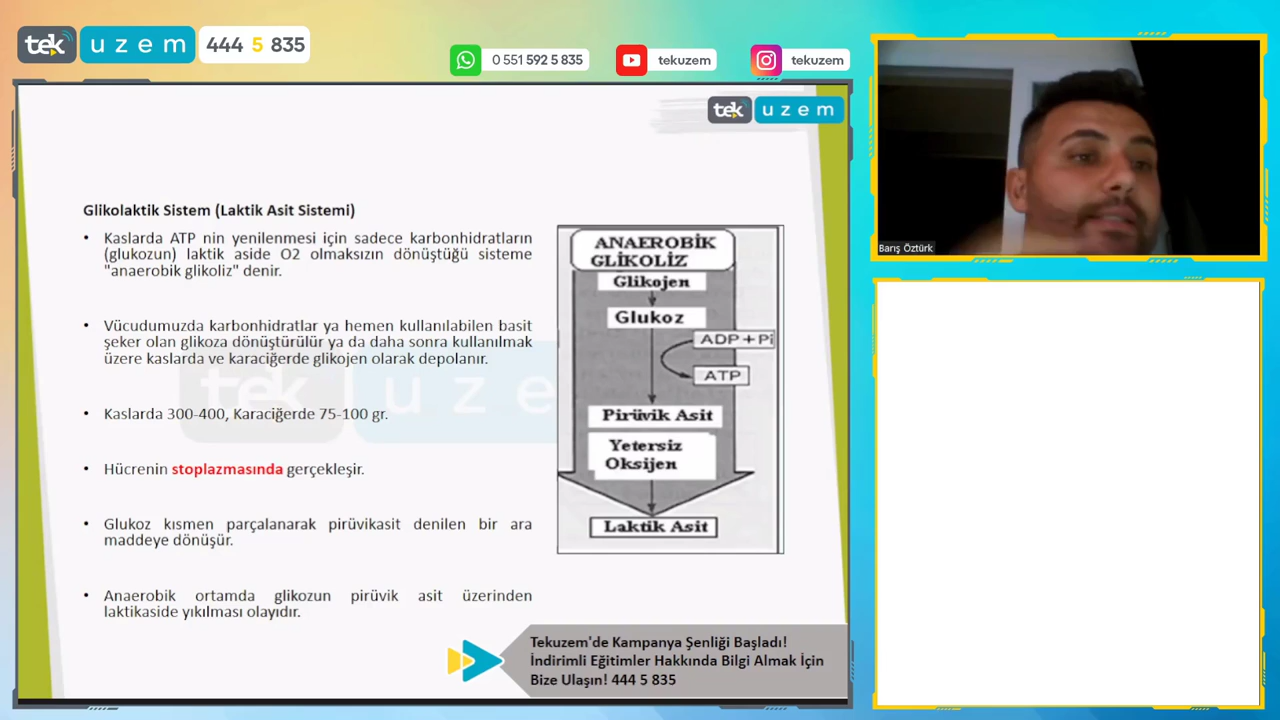 tek uzem 444 5 835
0 551 592 5 835
tekuzem
tekuzem
tek uzem
Barış Öztürk
Glikolaktik Sistem (Laktik Asit Sistemi)
• Kaslarda ATP nin yenilenmesi için sadece karbonhidratların
(glukozun) laktik aside O2 olmaksızın dönüştüğü sisteme
"anaerobik glikoliz" denir.
• Vücudumuzda karbonhidratlar ya hemen kullanılabilen basit
şeker olan glikoza dönüştürülür ya da daha sonra kullanılmak
üzere kaslarda ve karaciğerde glikojen olarak depolanır.
• Kaslarda 300-400, Karaciğerde 75-100 gr.
• Hücrenin stoplazmasında gerçekleşir.
• Glukoz kısmen parçalanarak pirüvikasit denilen bir ara
maddeye dönüşür.
• Anaerobik ortamda glikozun pirüvik asit üzerinden
laktikaside yıkılması olayıdır.
ANAEROBİK
GLİKOLİZ
Glikojen
Glukoz
ADP + Pi
ATP
Pirüvik Asit
Yetersiz
Oksijen
Laktik Asit
tek uze
Tekuzem'de Kampanya Şenliği Başladı!
İndirimli Eğitimler Hakkında Bilgi Almak İçin
Bize Ulaşın! 444 5 835